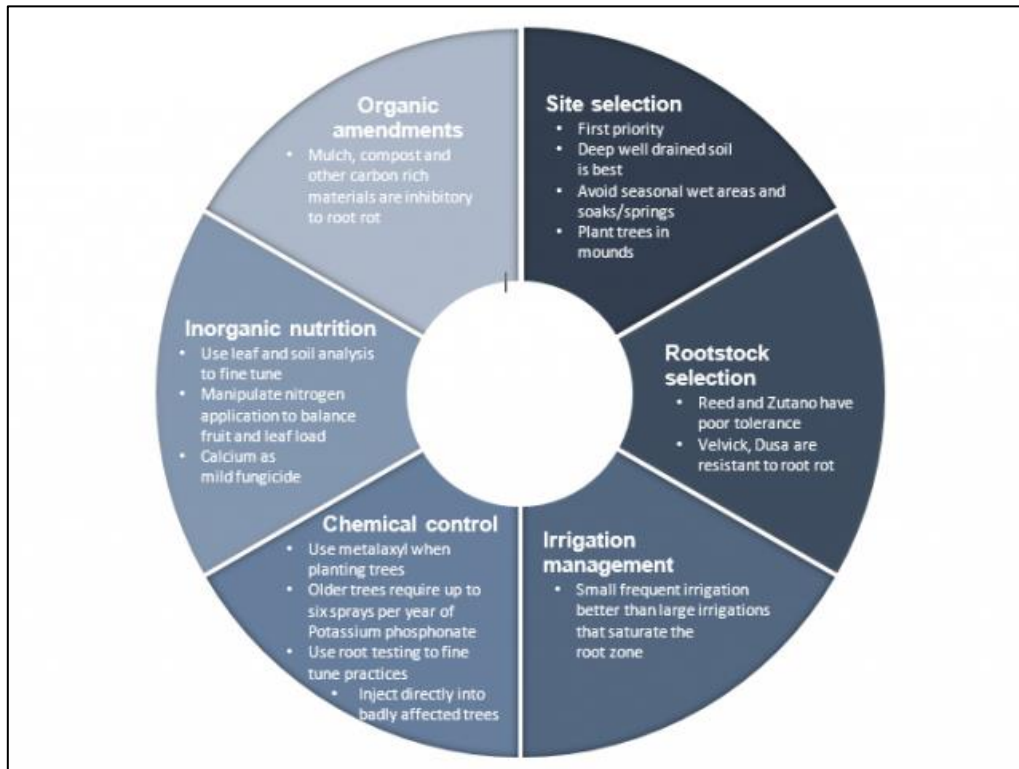 Organic
amendments
• Mulch, compost and
other carbon rich
materials are inhibitory
to root rot
Site selection
• First priority
• Deep well drained soil
is best
• Avoid seasonal wet areas and
soaks/springs
• Plant trees in
mounds
Inorganic nutrition
• Use leaf and soil analysis
to fine tune
• Manipulate nitrogen
application to balance
fruit and leaf load
• Calcium as
mild fungicide
Rootstock
selection
• Reed and Zutano have
poor tolerance
• Velvick, Dusa are
resistant to root rot
Chemical control
• Use metalaxyl when
planting trees
• Older trees require up to
six sprays per year of
Potassium phosphonate
• Use root testing to fine
tune practices
• Inject directly into
badly affected trees
Irrigation
management
• Small frequent irrigation
better than large irrigations
that saturate the
root zone